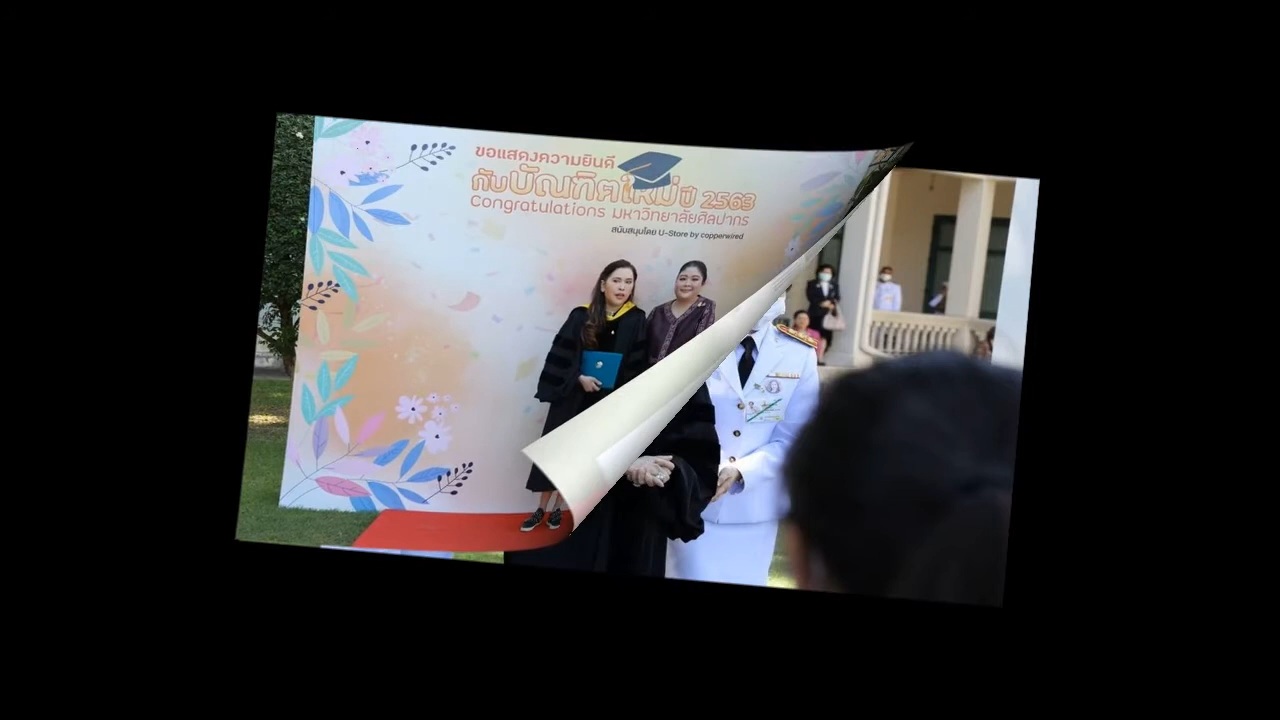 ขอแสดงความยินดี
กับบัณฑิตใหม่ปี 2563
Congratulations มหาวิทยาลัยศิลปากร
สนับสนุนโดย U-Store by copperwired